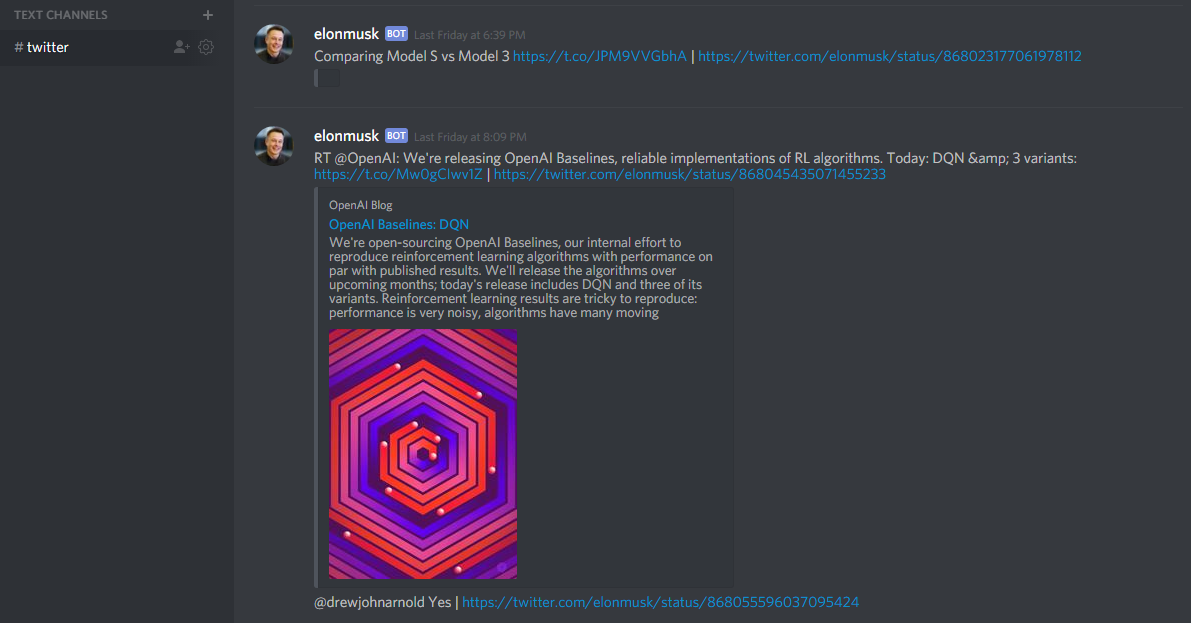 TEXT CHANNELS +
# twitter
elonmusk BOT Last Friday at 6:39 PM
Comparing Model S vs Model 3 https://t.co/JPM9VVGbhA | https://twitter.com/elonmusk/status/868023177061978112
elonmusk BOT Last Friday at 8:09 PM
RT @OpenAI: We're releasing OpenAI Baselines, reliable implementations of RL algorithms. Today: DQN &amp; 3 variants:
https://t.co/Mw0gClwv1Z | https://twitter.com/elonmusk/status/868045435071455233
OpenAI Blog
OpenAI Baselines: DQN
We're open-sourcing OpenAI Baselines, our internal effort to
reproduce reinforcement learning algorithms with performance on
par with published results. We'll release the algorithms over
upcoming months; today's release includes DQN and three of its
variants. Reinforcement learning results are tricky to reproduce:
performance is very noisy, algorithms have many moving
@drewjohnarnold Yes | https://twitter.com/elonmusk/status/868055596037095424